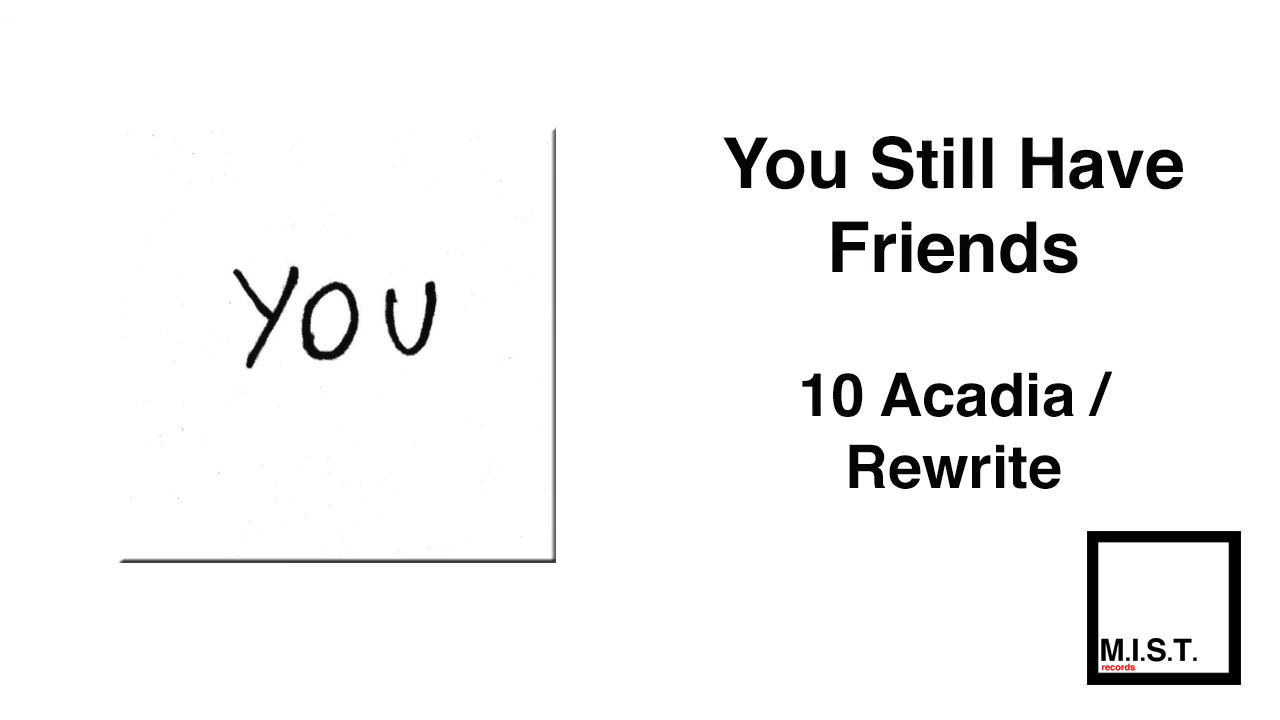 YOU
You Still Have
Friends
10 Acadia /
Rewrite
M.I.S.T.
records